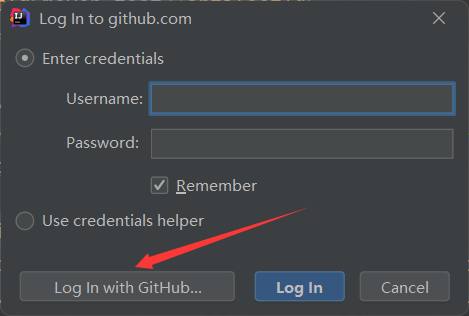 IJ
Log In to github.com
Enter credentials
Username:
Password:
Remember
Use credentials helper
Log In with GitHub...
Log In
Cancel